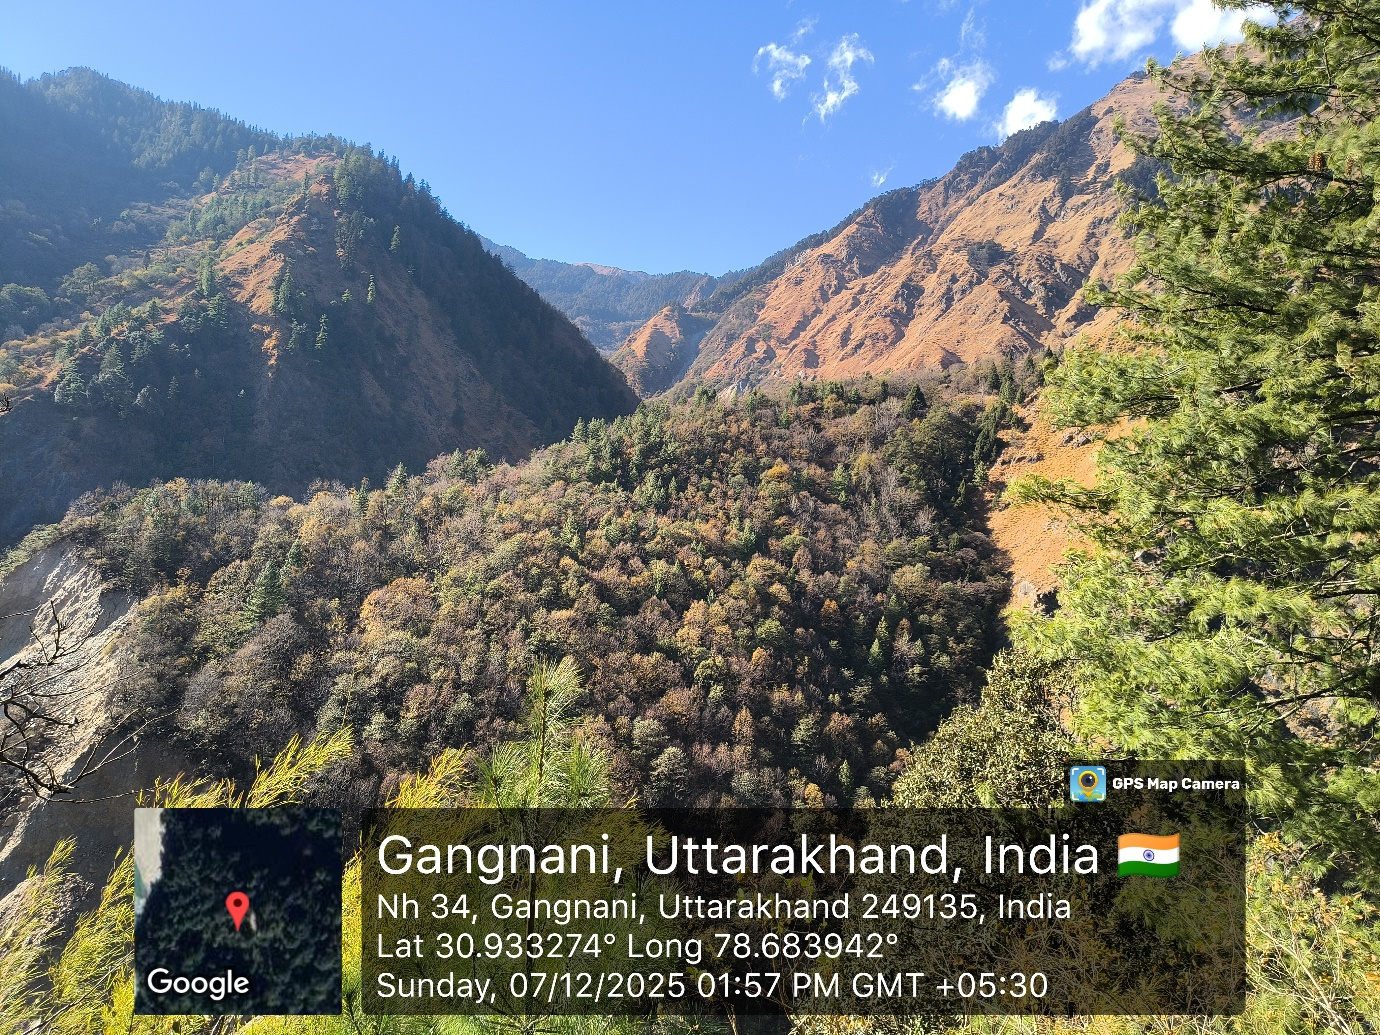 GPS Map Camera
Gangnani, Uttarakhand, India
Nh 34, Gangnani, Uttarakhand 249135, India
Lat 30.933274° Long 78.683942°
Sunday, 07/12/2025 01:57 PM GMT +05:30
Google